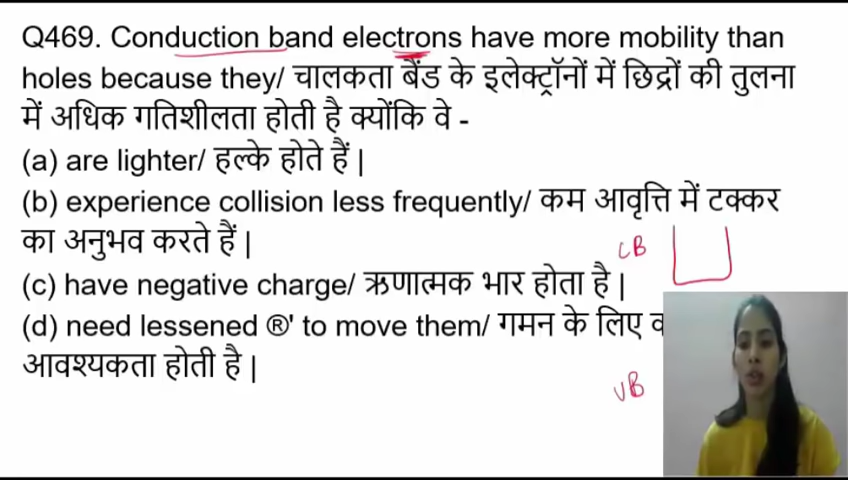 Q469. Conduction band electrons have more mobility than
holes because they/ चालकता बैंड के इलेक्ट्रॉनों में छिद्रों की तुलना
में अधिक गतिशीलता होती है क्योंकि वे -
(a) are lighter/ हल्के होते हैं |
(b) experience collision less frequently/ कम आवृत्ति में टक्कर
का अनुभव करते हैं |
CB
(c) have negative charge/ ऋणात्मक भार होता है |
(d) need lessened ®' to move them/ गमन के लिए
आवश्यकता होती है |
VB